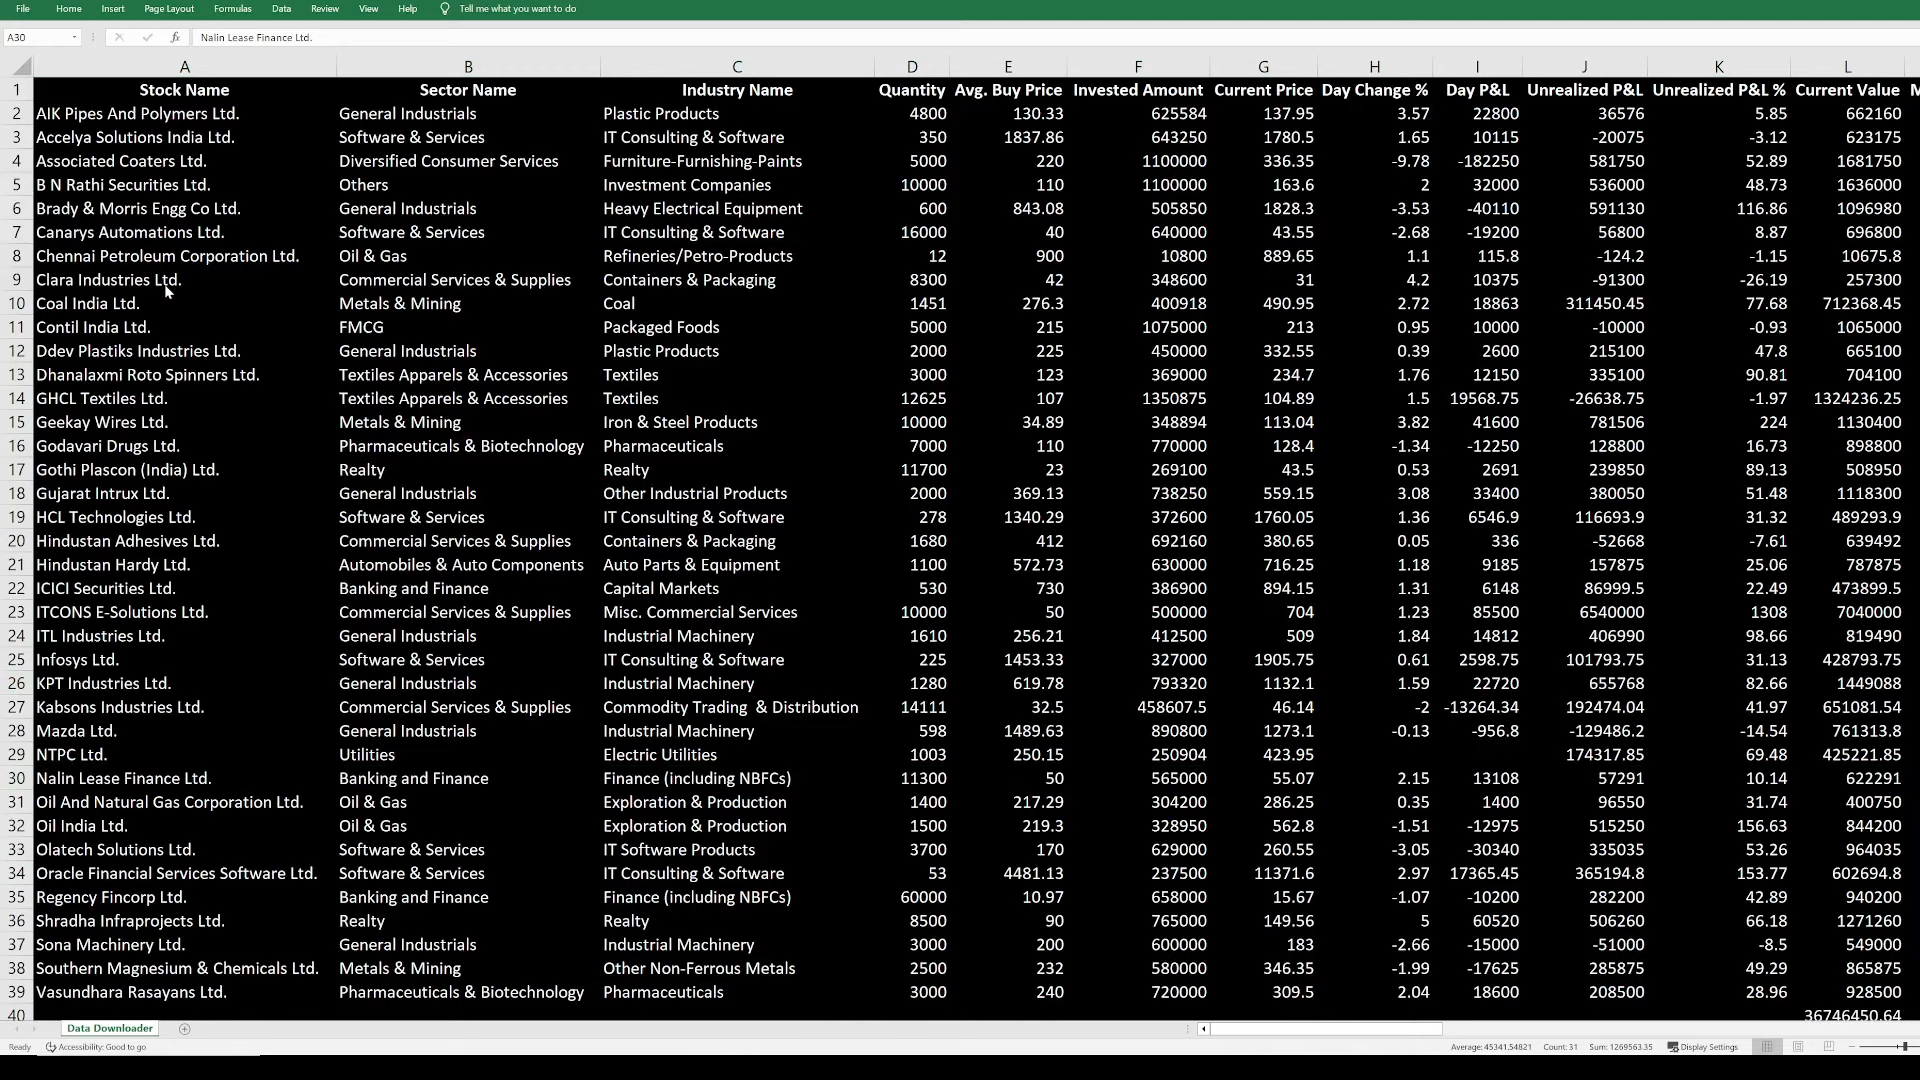 File Home Insert Page Layout Formulas Data Review View Help Tell me what you want to do
A30 fx Nalin Lease Finance Ltd.
A B C D E F G H I J K L
1 Stock Name Sector Name Industry Name Quantity Avg. Buy Price Invested Amount Current Price Day Change % Day P&L Unrealized P&L Unrealized P&L % Current Value M
2 AIK Pipes And Polymers Ltd. General Industrials Plastic Products 4800 130.33 625584 137.95 3.57 22800 36576 5.85 662160
3 Accelya Solutions India Ltd. Software & Services IT Consulting & Software 350 1837.86 643250 1780.5 1.65 10115 -20075 -3.12 623175
4 Associated Coaters Ltd. Diversified Consumer Services Furniture-Furnishing-Paints 5000 220 1100000 336.35 -9.78 -182250 581750 52.89 1681750
5 B N Rathi Securities Ltd. Others Investment Companies 10000 110 1100000 163.6 2 32000 536000 48.73 1636000
6 Brady & Morris Engg Co Ltd. General Industrials Heavy Electrical Equipment 600 843.08 505850 1828.3 -3.53 -40110 591130 116.86 1096980
7 Canarys Automations Ltd. Software & Services IT Consulting & Software 16000 40 640000 43.55 -2.68 -19200 56800 8.87 696800
8 Chennai Petroleum Corporation Ltd. Oil & Gas Refineries/Petro-Products 12 900 10800 889.65 1.1 115.8 -124.2 -1.15 10675.8
9 Clara Industries Ltd. Commercial Services & Supplies Containers & Packaging 8300 42 348600 31 4.2 10375 -91300 -26.19 257300
10 Coal India Ltd. Metals & Mining Coal 1451 276.3 400918 490.95 2.72 18863 311450.45 77.68 712368.45
11 Contil India Ltd. FMCG Packaged Foods 5000 215 1075000 213 0.95 10000 -10000 -0.93 1065000
12 Ddev Plastiks Industries Ltd. General Industrials Plastic Products 2000 225 450000 332.55 0.39 2600 215100 47.8 665100
13 Dhanalaxmi Roto Spinners Ltd. Textiles Apparels & Accessories Textiles 3000 123 369000 234.7 1.76 12150 335100 90.81 704100
14 GHCL Textiles Ltd. Textiles Apparels & Accessories Textiles 12625 107 1350875 104.89 1.5 19568.75 -26638.75 -1.97 1324236.25
15 Geekay Wires Ltd. Metals & Mining Iron & Steel Products 10000 34.89 348894 113.04 3.82 41600 781506 224 1130400
16 Godavari Drugs Ltd. Pharmaceuticals & Biotechnology Pharmaceuticals 7000 110 770000 128.4 -1.34 -12250 128800 16.73 898800
17 Gothi Plascon (India) Ltd. Realty Realty 11700 23 269100 43.5 0.53 2691 239850 89.13 508950
18 Gujarat Intrux Ltd. General Industrials Other Industrial Products 2000 369.13 738250 559.15 3.08 33400 380050 51.48 1118300
19 HCL Technologies Ltd. Software & Services IT Consulting & Software 278 1340.29 372600 1760.05 1.36 6546.9 116693.9 31.32 489293.9
20 Hindustan Adhesives Ltd. Commercial Services & Supplies Containers & Packaging 1680 412 692160 380.65 0.05 336 -52668 -7.61 639492
21 Hindustan Hardy Ltd. Automobiles & Auto Components Auto Parts & Equipment 1100 572.73 630000 716.25 1.18 9185 157875 25.06 787875
22 ICICI Securities Ltd. Banking and Finance Capital Markets 530 730 386900 894.15 1.31 6148 86999.5 22.49 473899.5
23 ITCONS E-Solutions Ltd. Commercial Services & Supplies Misc. Commercial Services 10000 50 500000 704 1.23 85500 6540000 1308 7040000
24 ITL Industries Ltd. General Industrials Industrial Machinery 1610 256.21 412500 509 1.84 14812 406990 98.66 819490
25 Infosys Ltd. Software & Services IT Consulting & Software 225 1453.33 327000 1905.75 0.61 2598.75 101793.75 31.13 428793.75
26 KPT Industries Ltd. General Industrials Industrial Machinery 1280 619.78 793320 1132.1 1.59 22720 655768 82.66 1449088
27 Kabsons Industries Ltd. Commercial Services & Supplies Commodity Trading & Distribution 14111 32.5 458607.5 46.14 -2 -13264.34 192474.04 41.97 651081.54
28 Mazda Ltd. General Industrials Industrial Machinery 598 1489.63 890800 1273.1 -0.13 -956.8 -129486.2 -14.54 761313.8
29 NTPC Ltd. Utilities Electric Utilities 1003 250.15 250904 423.95 174317.85 69.48 425221.85
30 Nalin Lease Finance Ltd. Banking and Finance Finance (including NBFCs) 11300 50 565000 55.07 2.15 13108 57291 10.14 622291
31 Oil And Natural Gas Corporation Ltd. Oil & Gas Exploration & Production 1400 217.29 304200 286.25 0.35 1400 96550 31.74 400750
32 Oil India Ltd. Oil & Gas Exploration & Production 1500 219.3 328950 562.8 -1.51 -12975 515250 156.63 844200
33 Olatech Solutions Ltd. Software & Services IT Software Products 3700 170 629000 260.55 -3.05 -30340 335035 53.26 964035
34 Oracle Financial Services Software Ltd. Software & Services IT Consulting & Software 53 4481.13 237500 11371.6 2.97 17365.45 365194.8 153.77 602694.8
35 Regency Fincorp Ltd. Banking and Finance Finance (including NBFCs) 60000 10.97 658000 15.67 -1.07 -10200 282200 42.89 940200
36 Shradha Infraprojects Ltd. Realty Realty 8500 90 765000 149.56 5 60520 506260 66.18 1271260
37 Sona Machinery Ltd. General Industrials Industrial Machinery 3000 200 600000 183 -2.66 -15000 -51000 -8.5 549000
38 Southern Magnesium & Chemicals Ltd. Metals & Mining Other Non-Ferrous Metals 2500 232 580000 346.35 -1.99 -17625 285875 49.29 865875
39 Vasundhara Rasayans Ltd. Pharmaceuticals & Biotechnology Pharmaceuticals 3000 240 720000 309.5 2.04 18600 208500 28.96 928500
40 36746450.64
Data Downloader
Ready Accessibility: Good to go Average: 45341.54821 Count: 31 Sum: 1269563.35 Display Settings